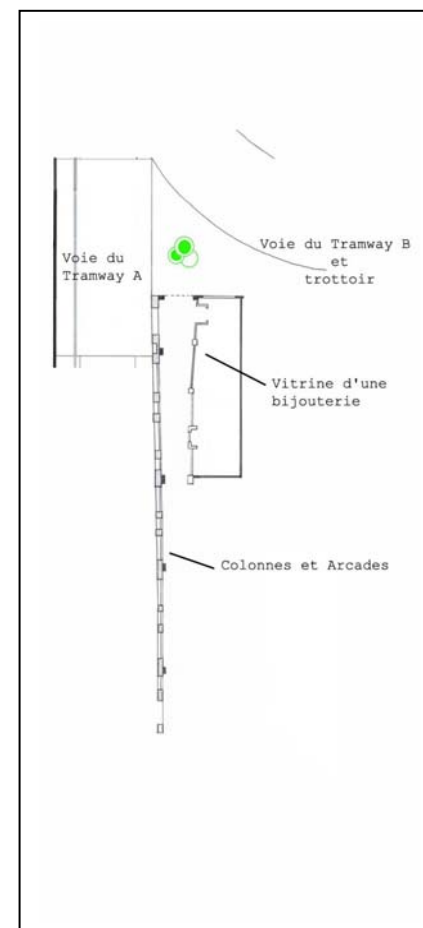 Voie du
Tramway A
Voie du Tramway B
et
trottoir
Vitrine d'une
bijouterie
Colonnes et Arcades